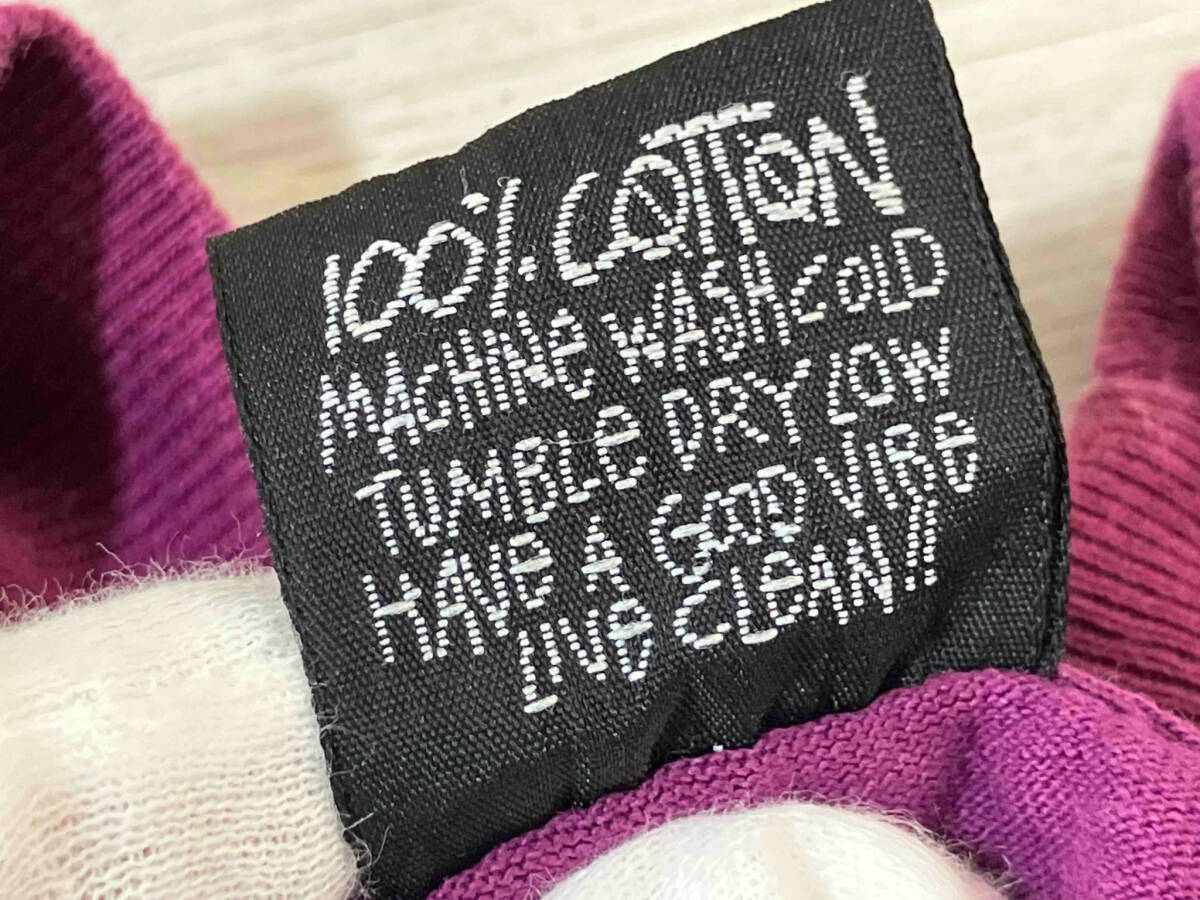 100% COTTON
MACHINE WASH COLD
TUMBLE DRY LOW
HAVE A GOOD VIBE
LIVE CLEAN!!